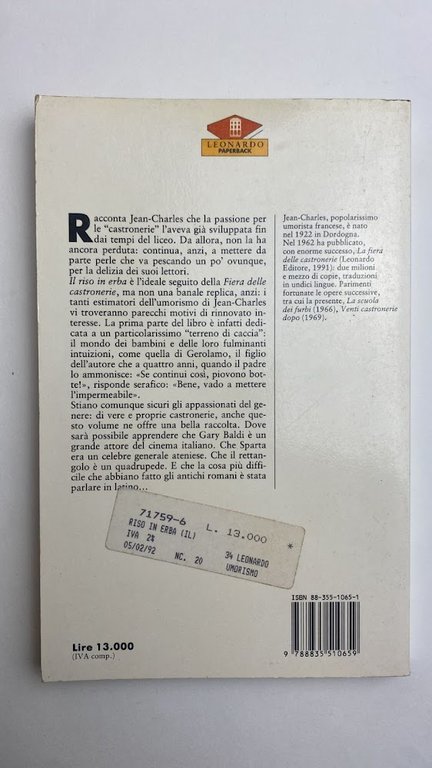 LEONARDO
PAPERBACK
Racconta Jean-Charles che la passione per
le "castronerie" l'aveva già sviluppata fin
dai tempi del liceo. Da allora, non la ha
ancora perduta: continua, anzi, a mettere da
parte perle che va pescando un po' ovunque,
per la delizia dei suoi lettori.
Il riso in erba è l'ideale seguito della Fiera delle
castronerie, ma non una banale replica, anzi: i
tanti estimatori dell'umorismo di Jean-Charles
vi troveranno parecchi motivi di rinnovato in-
teresse. La prima parte del libro è infatti dedi-
cata a un particolarissimo "terreno di caccia":
il mondo dei bambini e delle loro fulminanti
intuizioni, come quella di Gerolamo, il figlio
dell'autore che a quattro anni, quando il padre
lo ammonisce: «Se continui così, piovono bot-
te!», risponde serafico: «Bene, vado a mettere
l'impermeabile».
Stiano comunque sicuri gli appassionati del ge-
nere: di vere e proprie castronerie, anche que-
sto volume ne offre una bella raccolta. Dove
sarà possibile apprendere che Gary Baldi è un
grande attore del cinema italiano. Che Sparta
era un celebre generale ateniese. Che il rettan-
golo è un quadrupede. E che la cosa più diffi-
cile che abbiano fatto gli antichi romani è stata
parlare in latino...
Jean-Charles, popolarissimo
umorista francese, è nato
nel 1922 in Dordogna.
Nel 1962 ha pubblicato,
con enorme successo, La fiera
delle castronerie (Leonardo
Editore, 1991): due milioni
e mezzo di copie, traduzioni
in undici lingue. Parimenti
fortunate le opere successive,
tra cui la presente, La scuola
dei furbi (1966), Venti castronerie
dopo (1969).
71759-6 L. 13.000
RISO IN ERBA (IL) *
IVA 2%
05/02/92 NC. 20 34 LEONARDO
UMORISMO
Lire 13.000
(IVA comp.)
ISBN 88-355-1065-1
9 788835 510659